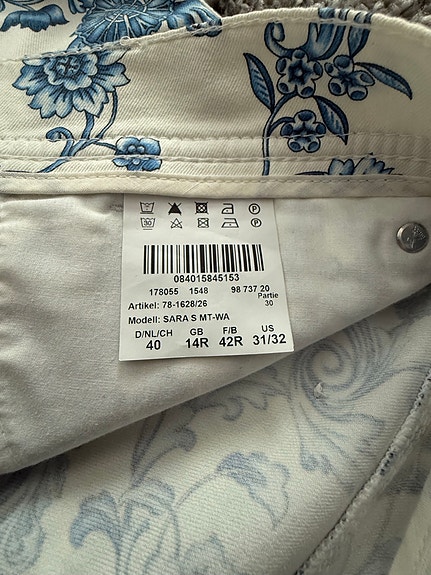 30
P
P
084015845153
178055 1548 98 737 20
Artikel: 78-1628/26 Partie 30
Modell: SARA S MT-WA
D/NL/CH GB F/B US
40 14R 42R 31/32